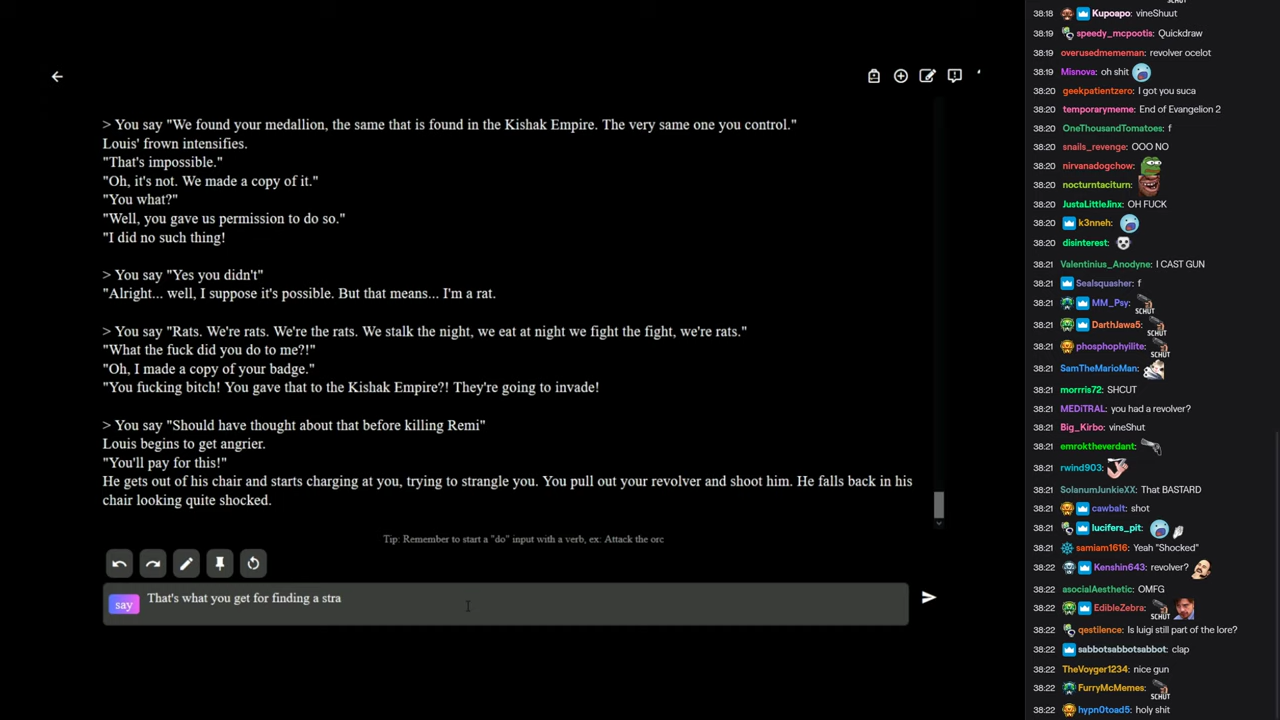 > You say "We found your medallion, the same that is found in the Kishak Empire. The very same one you control."
Louis' frown intensifies.
"That's impossible."
"Oh, it's not. We made a copy of it."
"You what?"
"Well, you gave us permission to do so."
"I did no such thing!
> You say "Yes you didn't"
"Alright... well, I suppose it's possible. But that means... I'm a rat.
> You say "Rats. We're rats. We're the rats. We stalk the night, we eat at night we fight the fight, we're rats."
"What the fuck did you do to me?!"
"Oh, I made a copy of your badge."
"You fucking bitch! You gave that to the Kishak Empire?! They're going to invade!
> You say "Should have thought about that before killing Remi"
Louis begins to get angrier.
"You'll pay for this!"
He gets out of his chair and starts charging at you, trying to strangle you. You pull out your revolver and shoot him. He falls back in his
chair looking quite shocked.
Tip: Remember to start a "do" input with a verb, ex: Attack the orc
say That's what you get for finding a stra
38:18 Kupoapo: vineShuut
38:19 speedy_mcpootis: Quickdraw
38:19 overusedmememan: revolver ocelot
38:19 Misnova: oh shit
38:20 geekpatientzero: I got you suca
38:20 temporarymeme: End of Evangelion 2
38:20 OneThousandTomatoes: f
38:20 snails_revenge: OOO NO
38:20 nirvanadogchow:
38:20 nocturntaciturn:
38:20 JustaLittleJinx: OH FUCK
38:20 k3nneh:
38:20 disinterest:
38:21 Valentinius_Anodyne: I CAST GUN
38:21 Sealsquasher: f
38:21 MM_Psy: SCHUT
38:21 DarthJawa5: SCHUT
38:21 phosphophyilite: SCHUT
38:21 SamTheMarioMan:
38:21 morrris72: SHCUT
38:21 MEDiTRAL: you had a revolver?
38:21 Big_Kirbo: vineShut
38:21 emroktheverdant:
38:21 rwind903:
38:21 SolanumJunkieXX: That BASTARD
38:21 cawbalt: shot
38:21 lucifers_pit:
38:21 samiam1616: Yeah "Shocked"
38:22 Kenshin643: revolver?
38:22 asocialAesthetic: OMFG
38:22 EdibleZebra: SCHUT
38:22 qestilence: Is luigi still part of the lore?
38:22 sabbotsabbotsabbot: clap
38:22 TheVoyger1234: nice gun
38:22 FurryMcMemes: SCHUT
38:22 hypn0toad5: holy shit